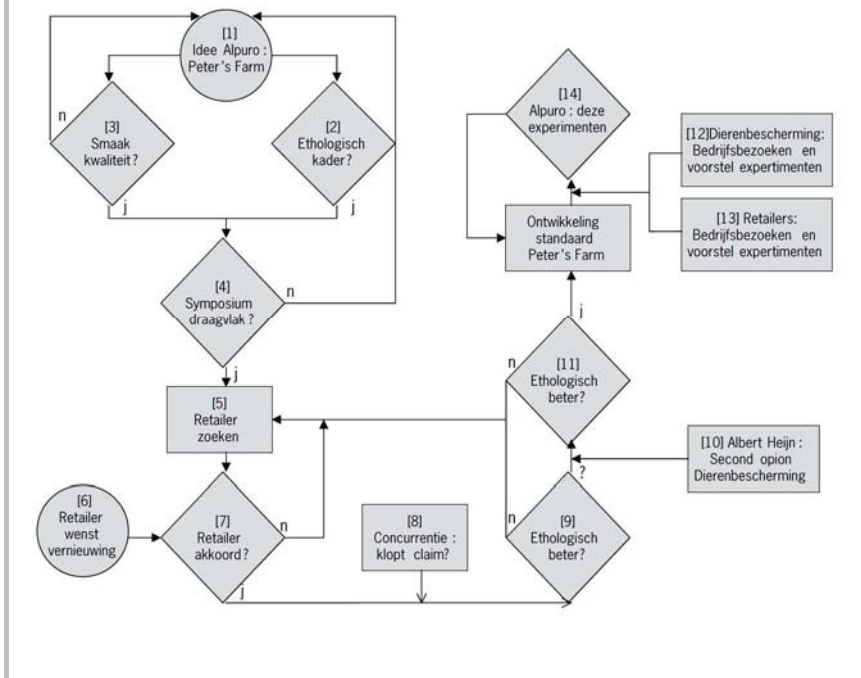 [1]
Idee Alpuro :
Peter's Farm
n
[3]
Smaak
kwaliteit?
j
[2]
Ethologisch
kader?
j
[4]
Symposium
draagvlak?
n
j
[5]
Retailer
zoeken
[6]
Retailer
wenst
vernieuwing
[7]
Retailer
akkoord?
n
j
[8]
Concurrentie :
klopt claim?
[9]
Ethologisch
beter?
n
?
[10] Albert Heijn :
Second opion
Dierenbescherming
[11]
Ethologisch
beter?
n
j
Ontwikkeling
standaard
Peter's Farm
[12]Dierenbescherming:
Bedrijfsbezoeken en
voorstel expertimenten
[13] Retailers:
Bedrijfsbezoeken en
voorstel expertimenten
[14]
Alpuro : deze
experimenten